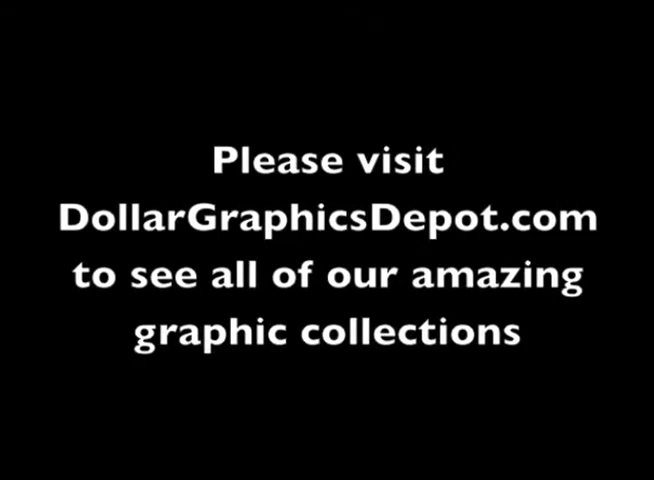 Please visit
DollarGraphicsDepot.com
to see all of our amazing
graphic collections